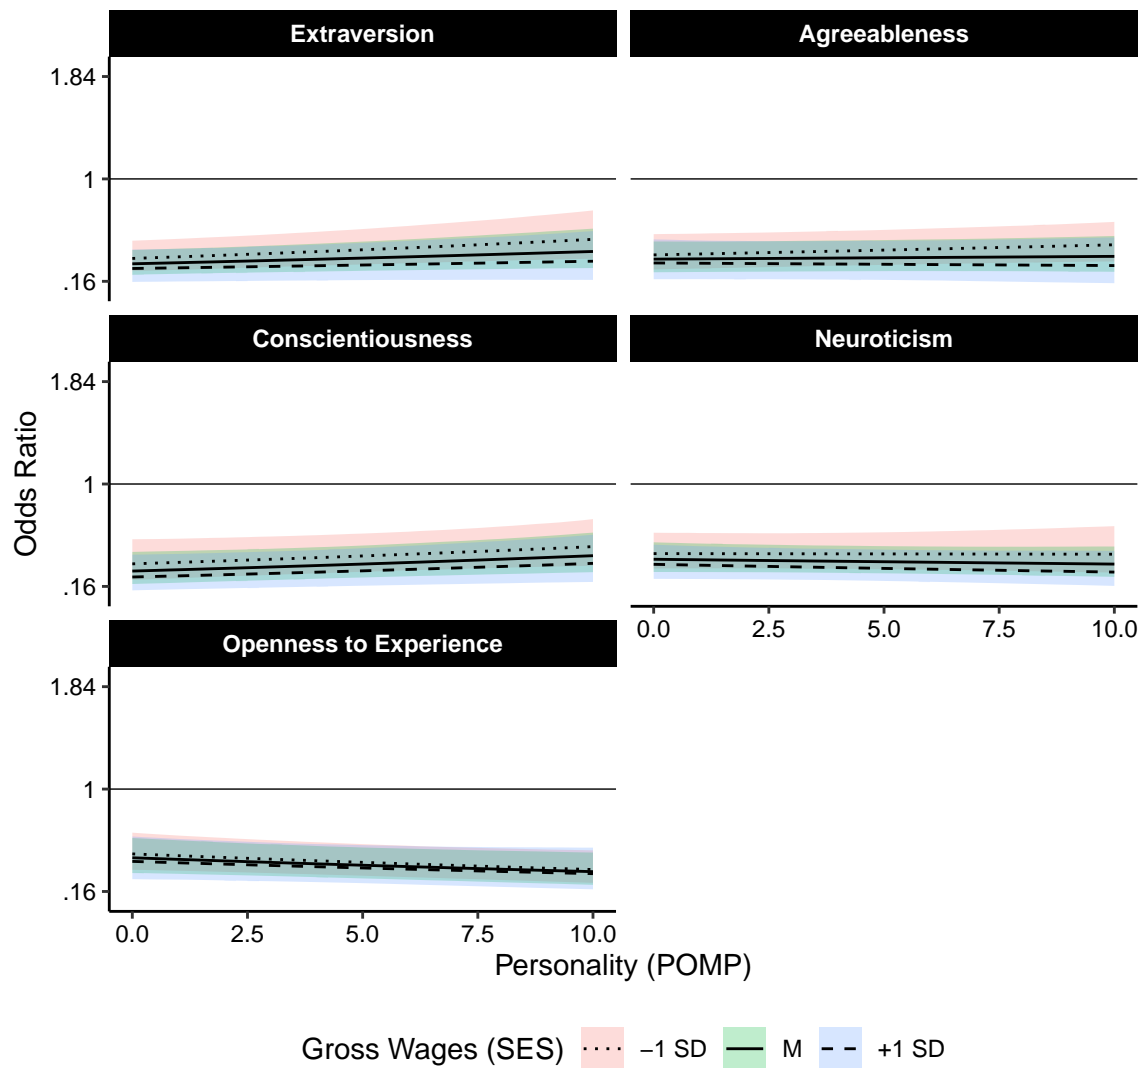 Extraversion
Agreeableness
1.84
1
.16
Conscientiousness
Neuroticism
1.84
1
.16
0.0 2.5 5.0 7.5 10.0
Openness to Experience
1.84
1
.16
0.0 2.5 5.0 7.5 10.0
Odds Ratio
Personality (POMP)
Gross Wages (SES) −1 SD M +1 SD